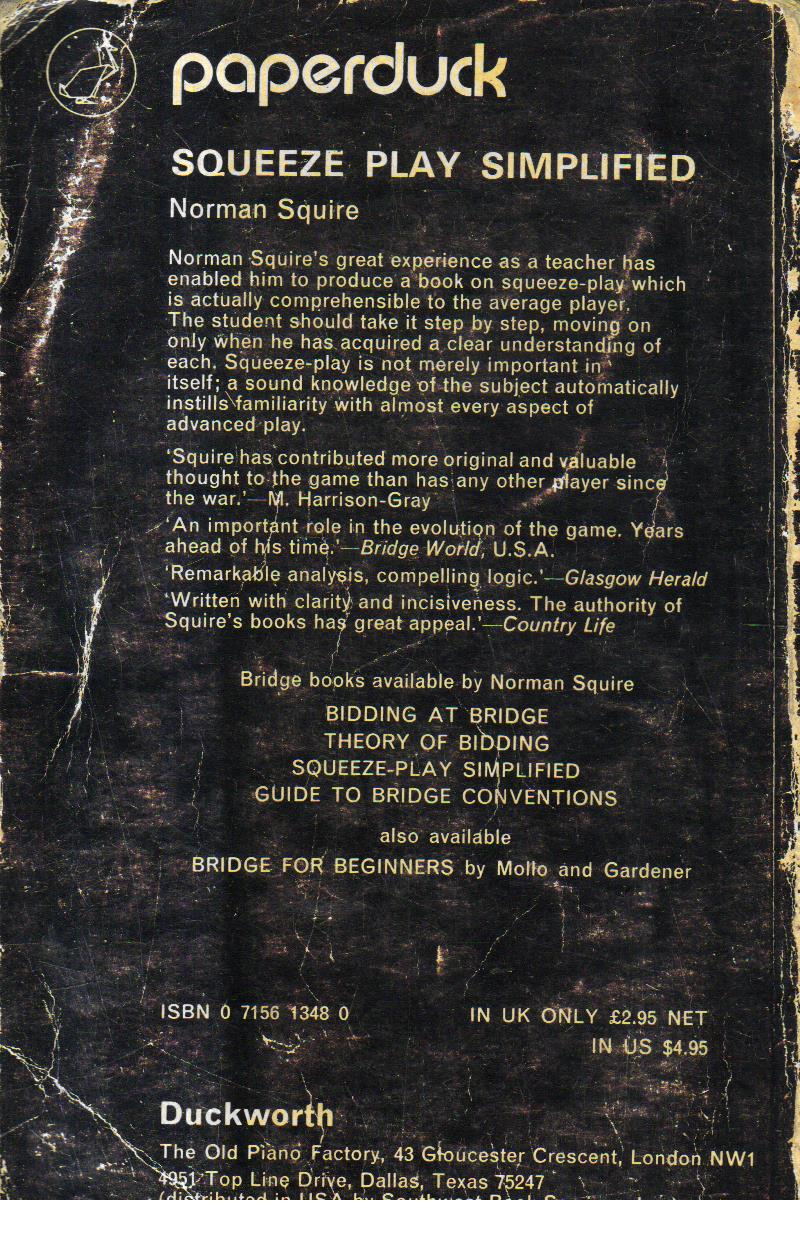 paperduck
SQUEEZE PLAY SIMPLIFIED
Norman Squire
Norman Squire's great experience as a teacher has
enabled him to produce a book on squeeze-play which
is actually comprehensible to the average player.
The student should take it step by step, moving on
only when he has acquired a clear understanding of
each. Squeeze-play is not merely important in
itself; a sound knowledge of the subject automatically
instills familiarity with almost every aspect of
advanced play.
‘Squire has contributed more original and valuable
thought to the game than has any other player since
the war.’—M. Harrison-Gray
‘An important role in the evolution of the game. Years
ahead of his time.’—Bridge World, U.S.A.
‘Remarkable analysis, compelling logic.’—Glasgow Herald
‘Written with clarity and incisiveness. The authority of
Squire's books has great appeal.’—Country Life
Bridge books available by Norman Squire
BIDDING AT BRIDGE
THEORY OF BIDDING
SQUEEZE-PLAY SIMPLIFIED
GUIDE TO BRIDGE CONVENTIONS
also available
BRIDGE FOR BEGINNERS by Mollo and Gardener
ISBN 0 7156 1348 0
IN UK ONLY £2.95 NET
IN US $4.95
Duckworth
The Old Piano Factory, 43 Gloucester Crescent, London NW1
4951 Top Line Drive, Dallas, Texas 75247
(distributed in USA by Southwest Book